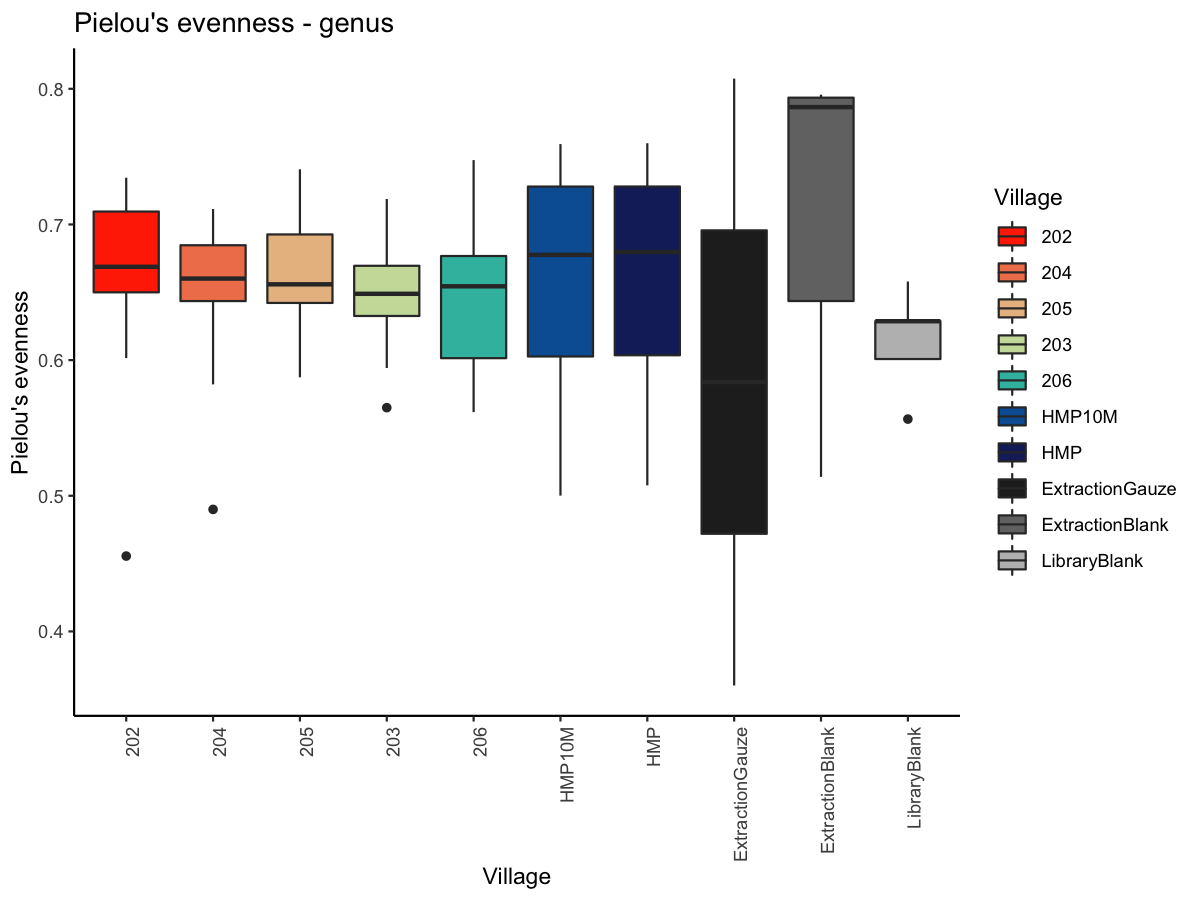 Pielou's evenness - genus
Pielou's evenness
0.8
0.7
0.6
0.5
0.4
202
204
205
203
206
HMP10M
HMP
ExtractionGauze
ExtractionBlank
LibraryBlank
Village
Village
202
204
205
203
206
HMP10M
HMP
ExtractionGauze
ExtractionBlank
LibraryBlank